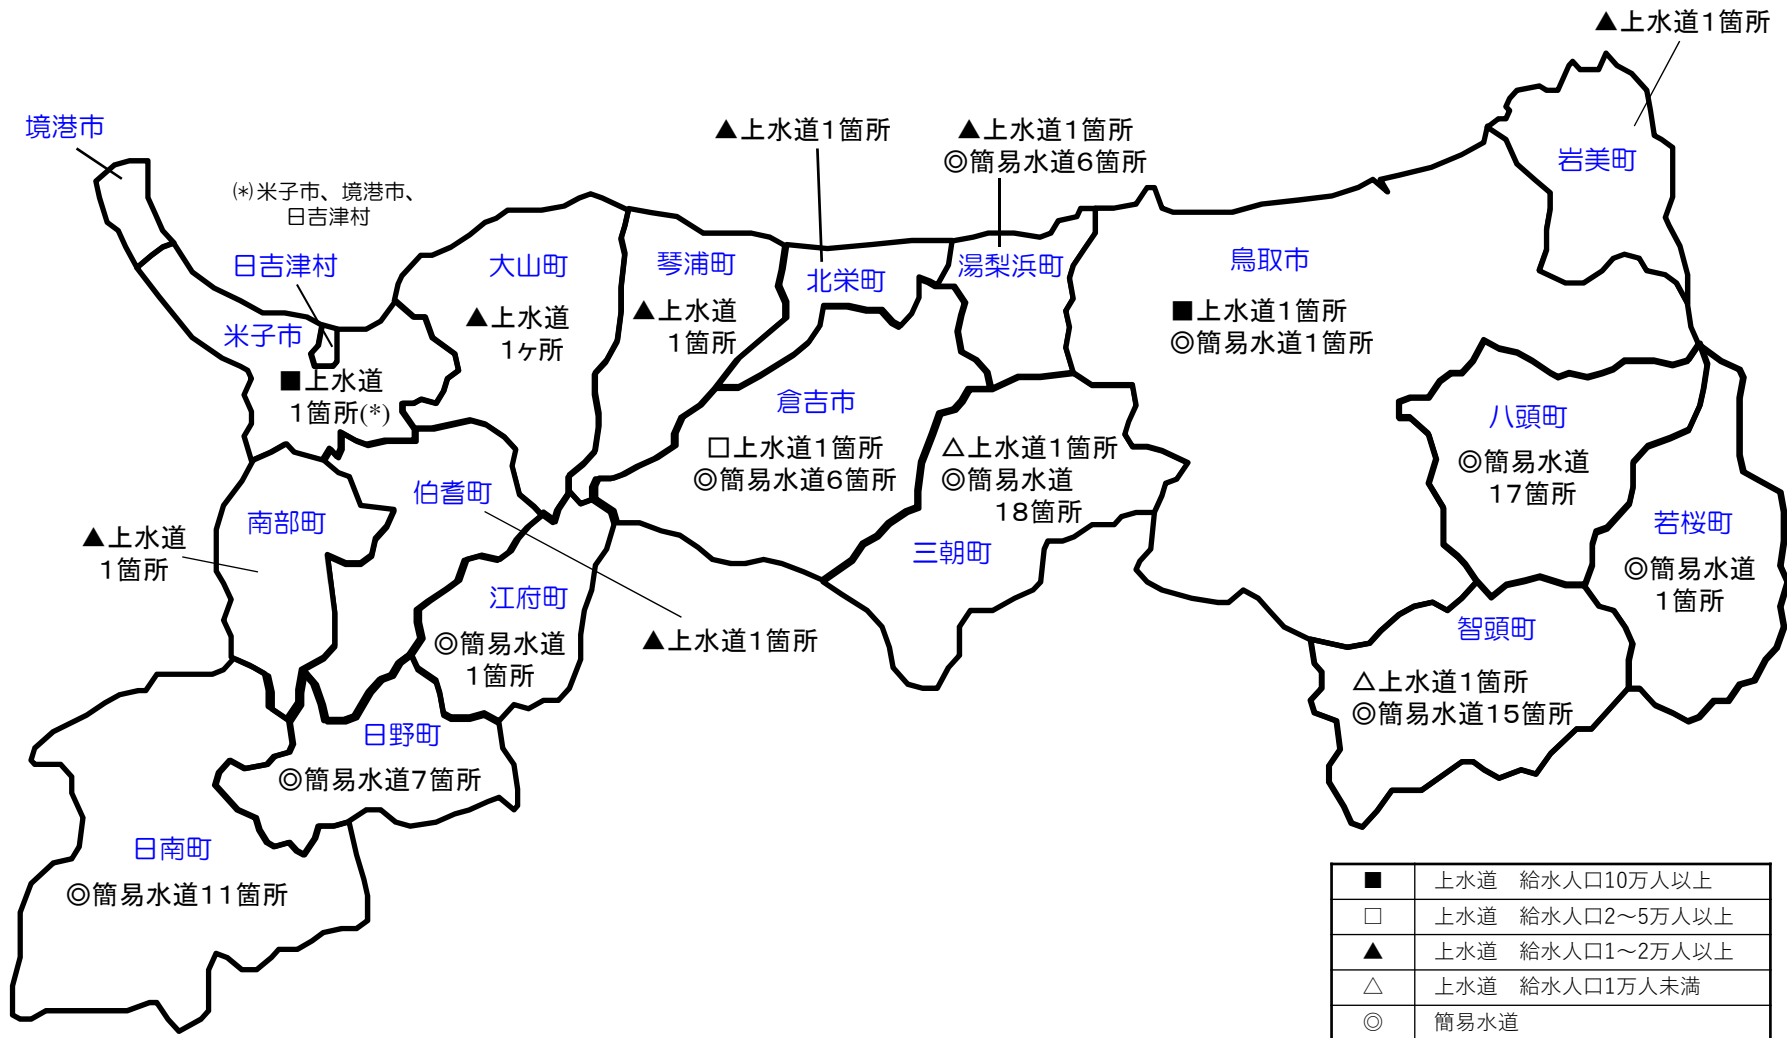 ▲上水道1箇所
境港市
▲上水道1箇所
▲上水道1箇所
◎簡易水道6箇所
岩美町
(*)米子市、境港市、
日吉津村
日吉津村
大山町
琴浦町
北栄町
湯梨浜町
鳥取市
▲上水道
1ヶ所
▲上水道
1箇所
■上水道1箇所
◎簡易水道1箇所
米子市
■上水道
1箇所(*)
倉吉市
□上水道1箇所
◎簡易水道6箇所
△上水道1箇所
◎簡易水道
18箇所
三朝町
八頭町
◎簡易水道
17箇所
伯耆町
南部町
▲上水道
1箇所
若桜町
◎簡易水道
1箇所
江府町
◎簡易水道
1箇所
▲上水道1箇所
智頭町
△上水道1箇所
◎簡易水道15箇所
日野町
◎簡易水道7箇所
日南町
◎簡易水道11箇所
■ 上水道 給水人口10万人以上
□ 上水道 給水人口2～5万人以上
▲ 上水道 給水人口1～2万人以上
△ 上水道 給水人口1万人未満
◎ 簡易水道